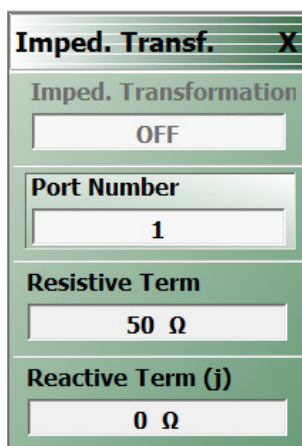 Imped. Transf. X
Imped. Transformation
OFF
Port Number
1
Resistive Term
50 Ω
Reactive Term (j)
0 Ω